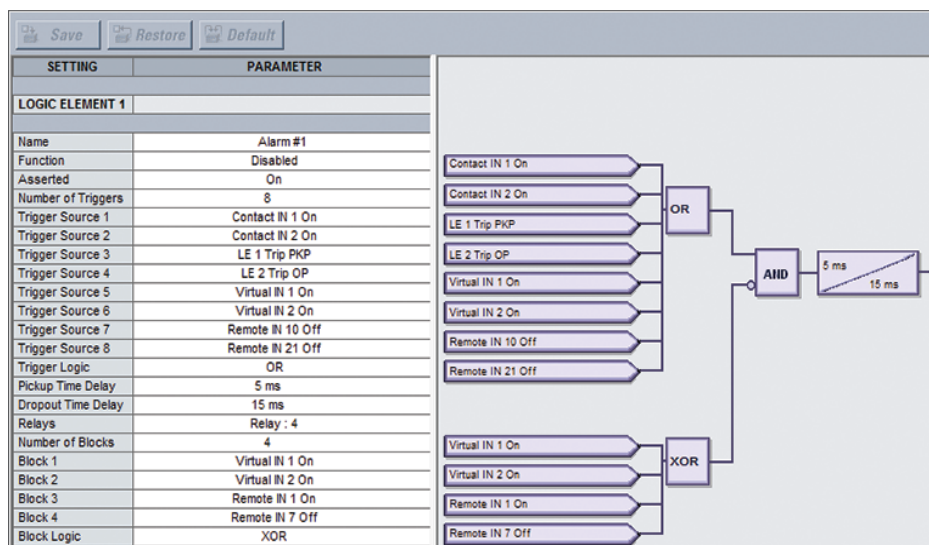 Save Restore Default
SETTING PARAMETER
LOGIC ELEMENT 1
Name Alarm #1
Function Disabled
Asserted On
Number of Triggers 8
Trigger Source 1 Contact IN 1 On
Trigger Source 2 Contact IN 2 On
Trigger Source 3 LE 1 Trip PKP
Trigger Source 4 LE 2 Trip OP
Trigger Source 5 Virtual IN 1 On
Trigger Source 6 Virtual IN 2 On
Trigger Source 7 Remote IN 10 Off
Trigger Source 8 Remote IN 21 Off
Trigger Logic OR
Pickup Time Delay 5 ms
Dropout Time Delay 15 ms
Relays Relay : 4
Number of Blocks 4
Block 1 Virtual IN 1 On
Block 2 Virtual IN 2 On
Block 3 Remote IN 1 On
Block 4 Remote IN 7 Off
Block Logic XOR
Contact IN 1 On
Contact IN 2 On
OR
LE 1 Trip PKP
LE 2 Trip OP
AND
5 ms
15 ms
Virtual IN 1 On
Virtual IN 2 On
Remote IN 10 Off
Remote IN 21 Off
Virtual IN 1 On
XOR
Virtual IN 2 On
Remote IN 1 On
Remote IN 7 Off